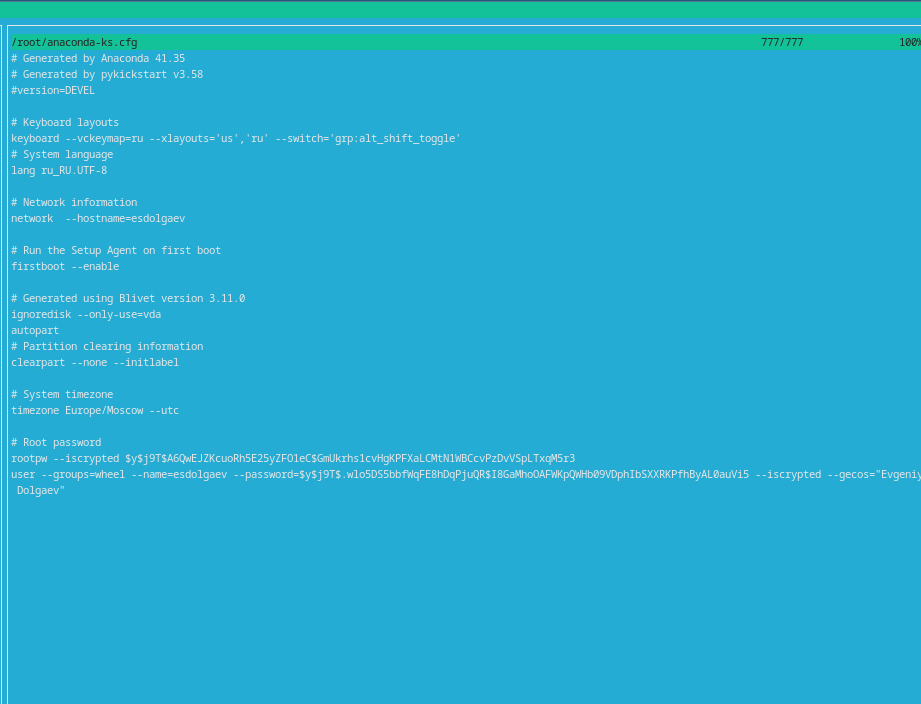 /root/anaconda-ks.cfg 777/777 100%
# Generated by Anaconda 41.35
# Generated by pykickstart v3.58
#version=DEVEL
# Keyboard layouts
keyboard --vckeymap=ru --xlayouts='us','ru' --switch='grp:alt_shift_toggle'
# System language
lang ru_RU.UTF-8
# Network information
network  --hostname=esdolgaev
# Run the Setup Agent on first boot
firstboot --enable
# Generated using Blivet version 3.11.0
ignoredisk --only-use=vda
autopart
# Partition clearing information
clearpart --none --initlabel
# System timezone
timezone Europe/Moscow --utc
# Root password
rootpw --iscrypted $y$j9T$A6QwEJZKcuoRh5E25yZFO1eC$GmUkrhs1cvHgKPFXaLCMtN1WBCcvPzDvVSpLTxqM5r3
user --groups=wheel --name=esdolgaev --password=$y$j9T$.wlo5DS5bbfWqFE8hDqPjuQR$I8GaMhoOAFWKpQWHb09VDphIbSXXRKPfhByAL0auVi5 --iscrypted --gecos="Evgeniy
Dolgaev"